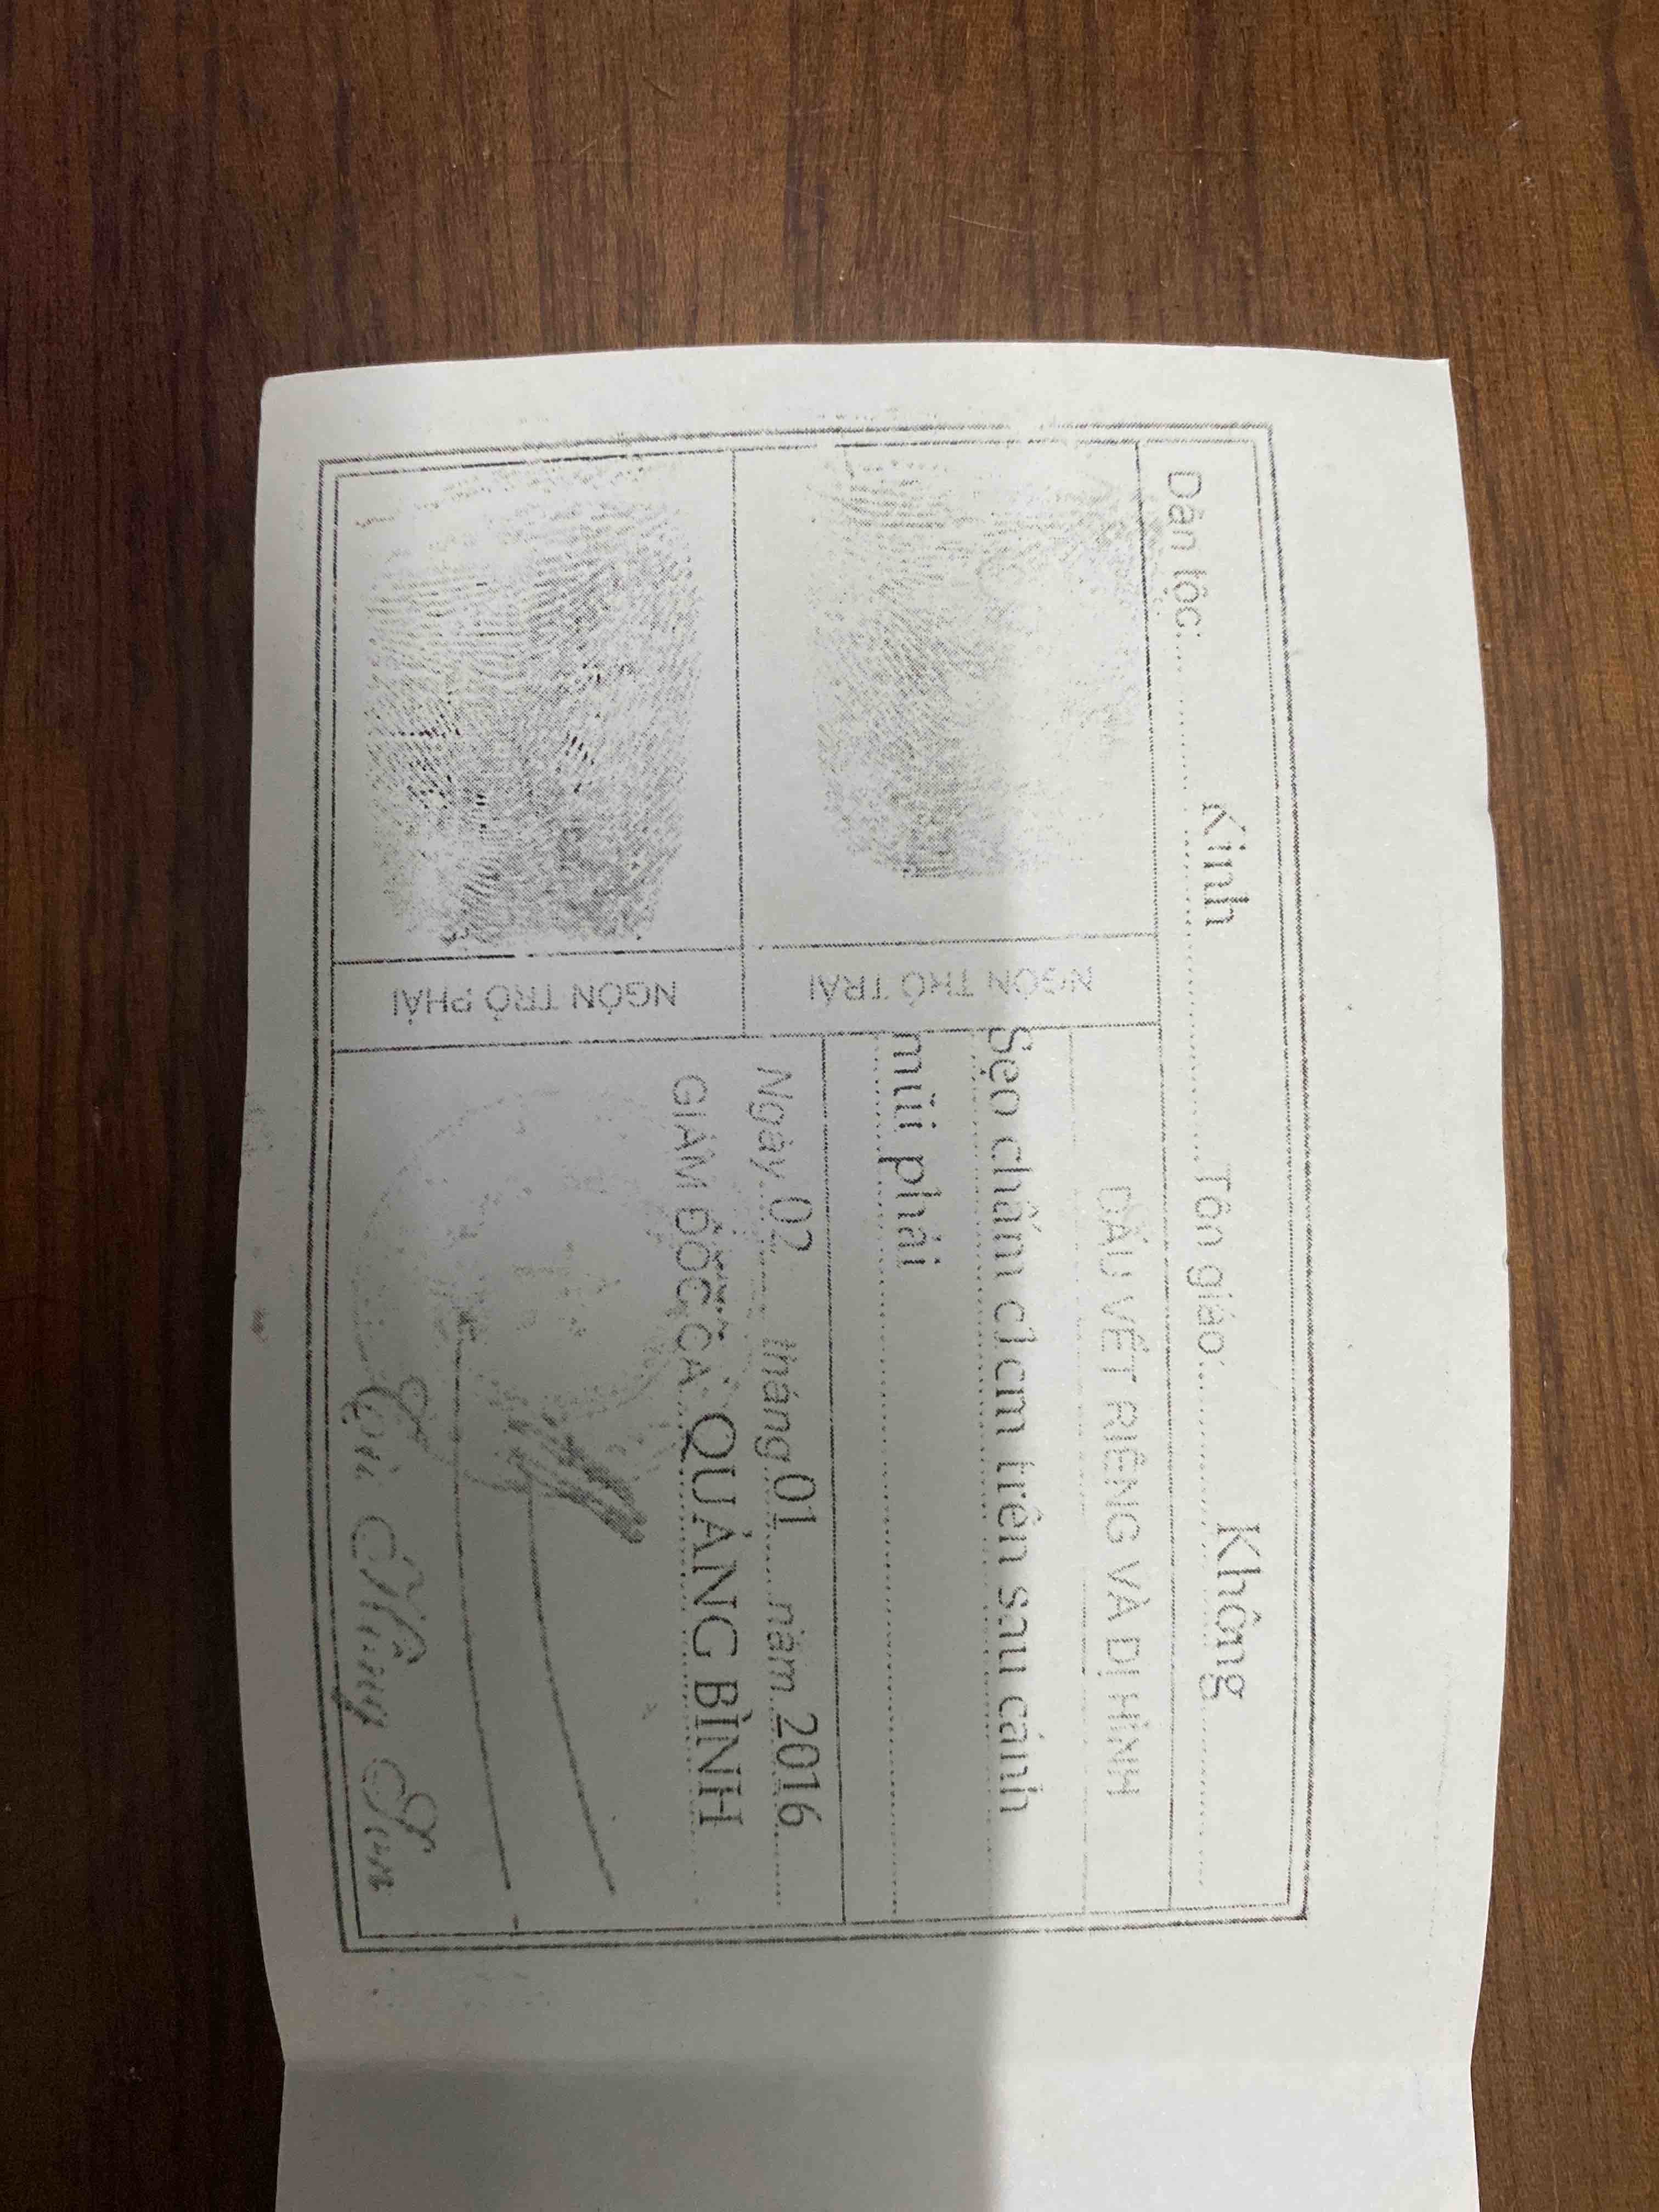 Dân tộc: Kinh Tôn giáo: Không
NGÓN TRỎ TRÁI
DẤU VẾT RIÊNG VÀ DỊ HÌNH
Sẹo chấm c1cm trên sau cánh
mũi phải
NGÓN TRỎ PHẢI
Ngày 02 tháng 01 năm 2016
GIÁM ĐỐC CA QUẢNG BÌNH